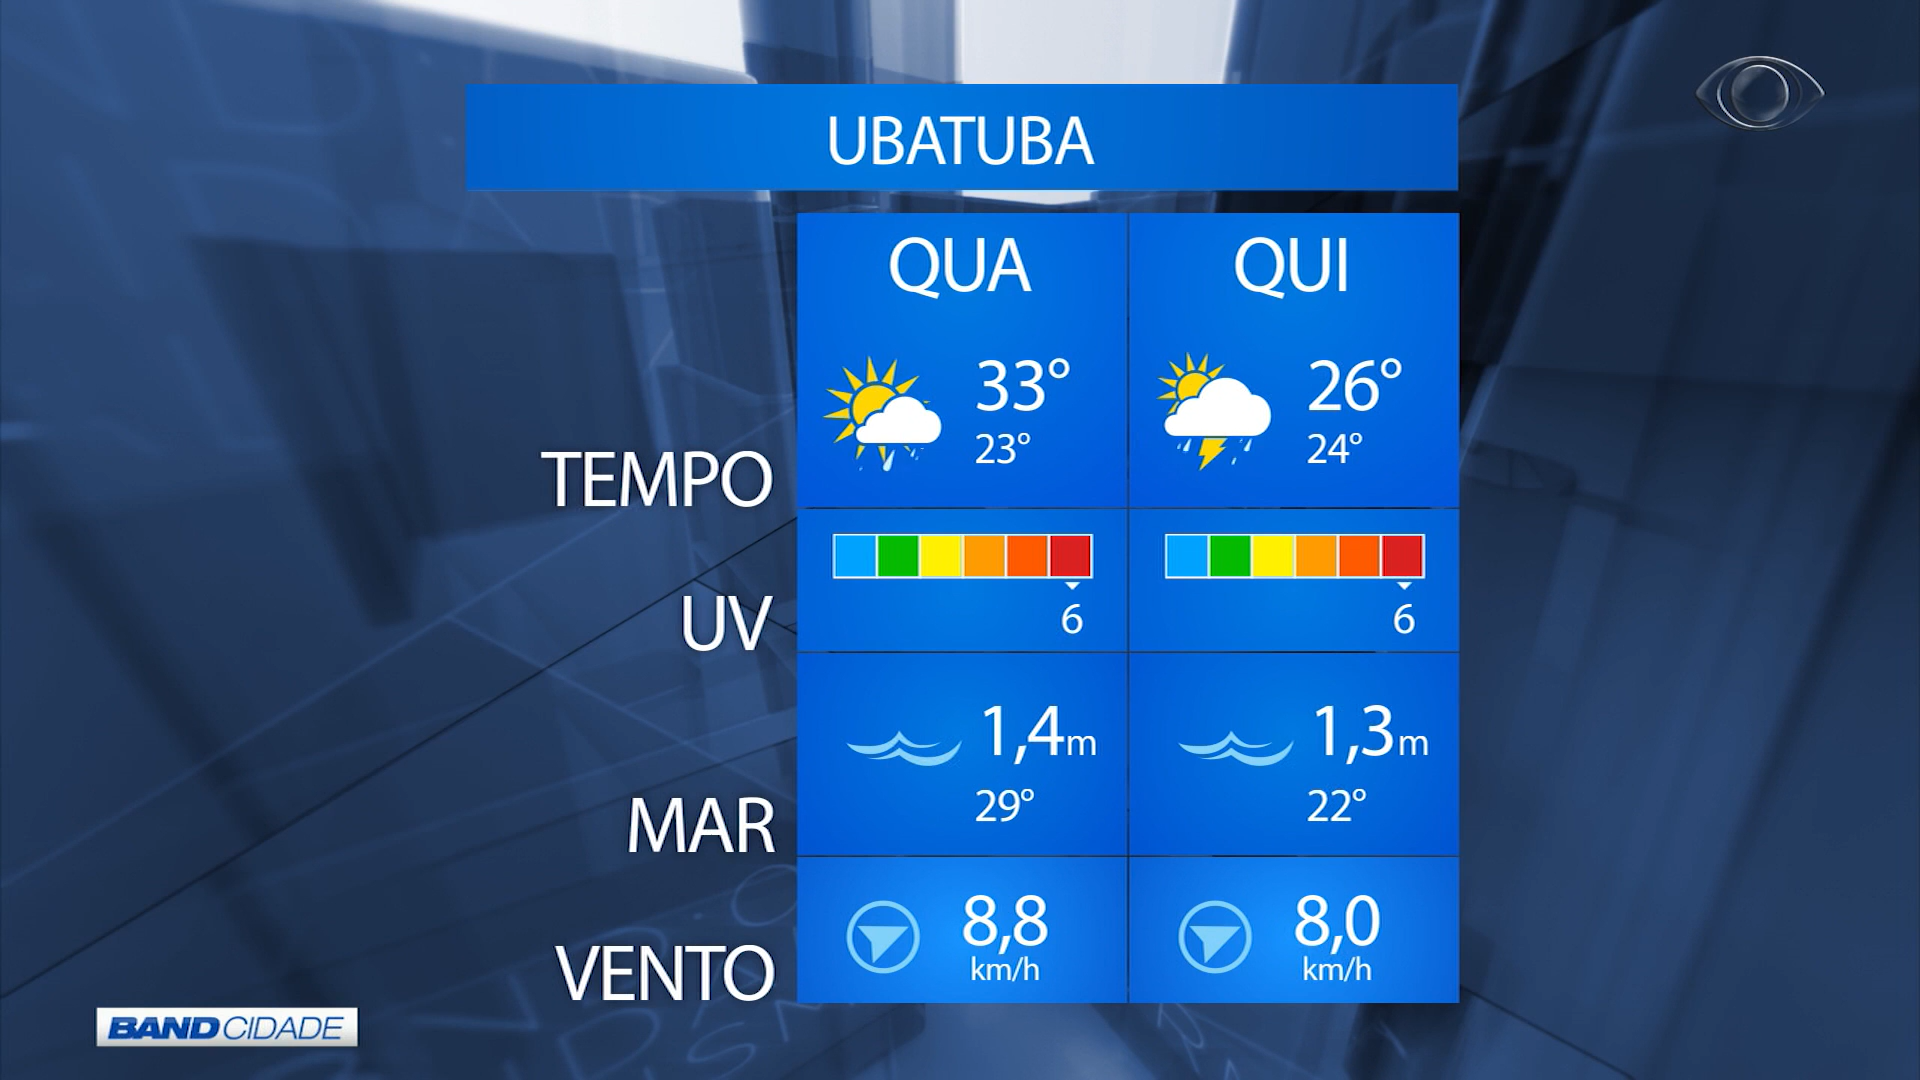 UBATUBA
QUA QUI
33° 26°
23° 24°
TEMPO
UV
6 6
1,4m 1,3m
29° 22°
MAR
8,8 8,0
km/h km/h
VENTO
BAND CIDADE